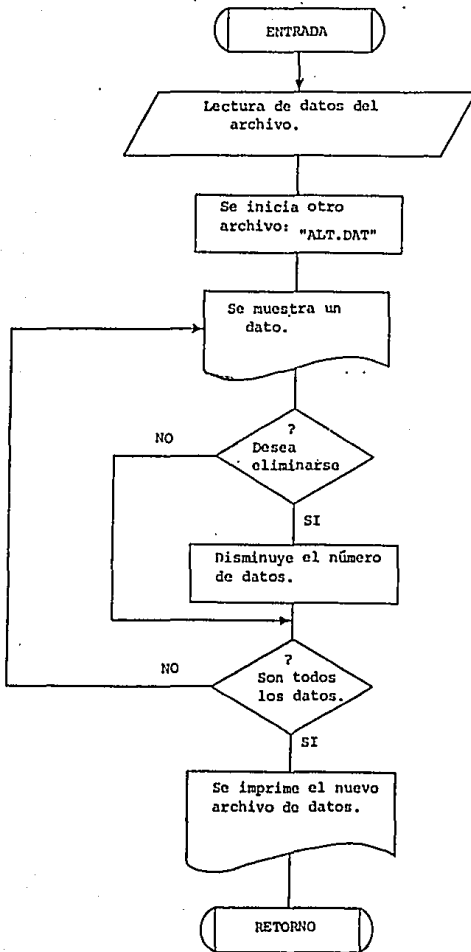 ENTRADA
Lectura de datos del
archivo.
Se inicia otro
archivo: "ALT.DAT"
Se muestra un
dato.
?
Desea
eliminarse
NO
SI
Disminuye el número
de datos.
?
Son todos
los datos.
NO
SI
Se imprime el nuevo
archivo de datos.
RETORNO